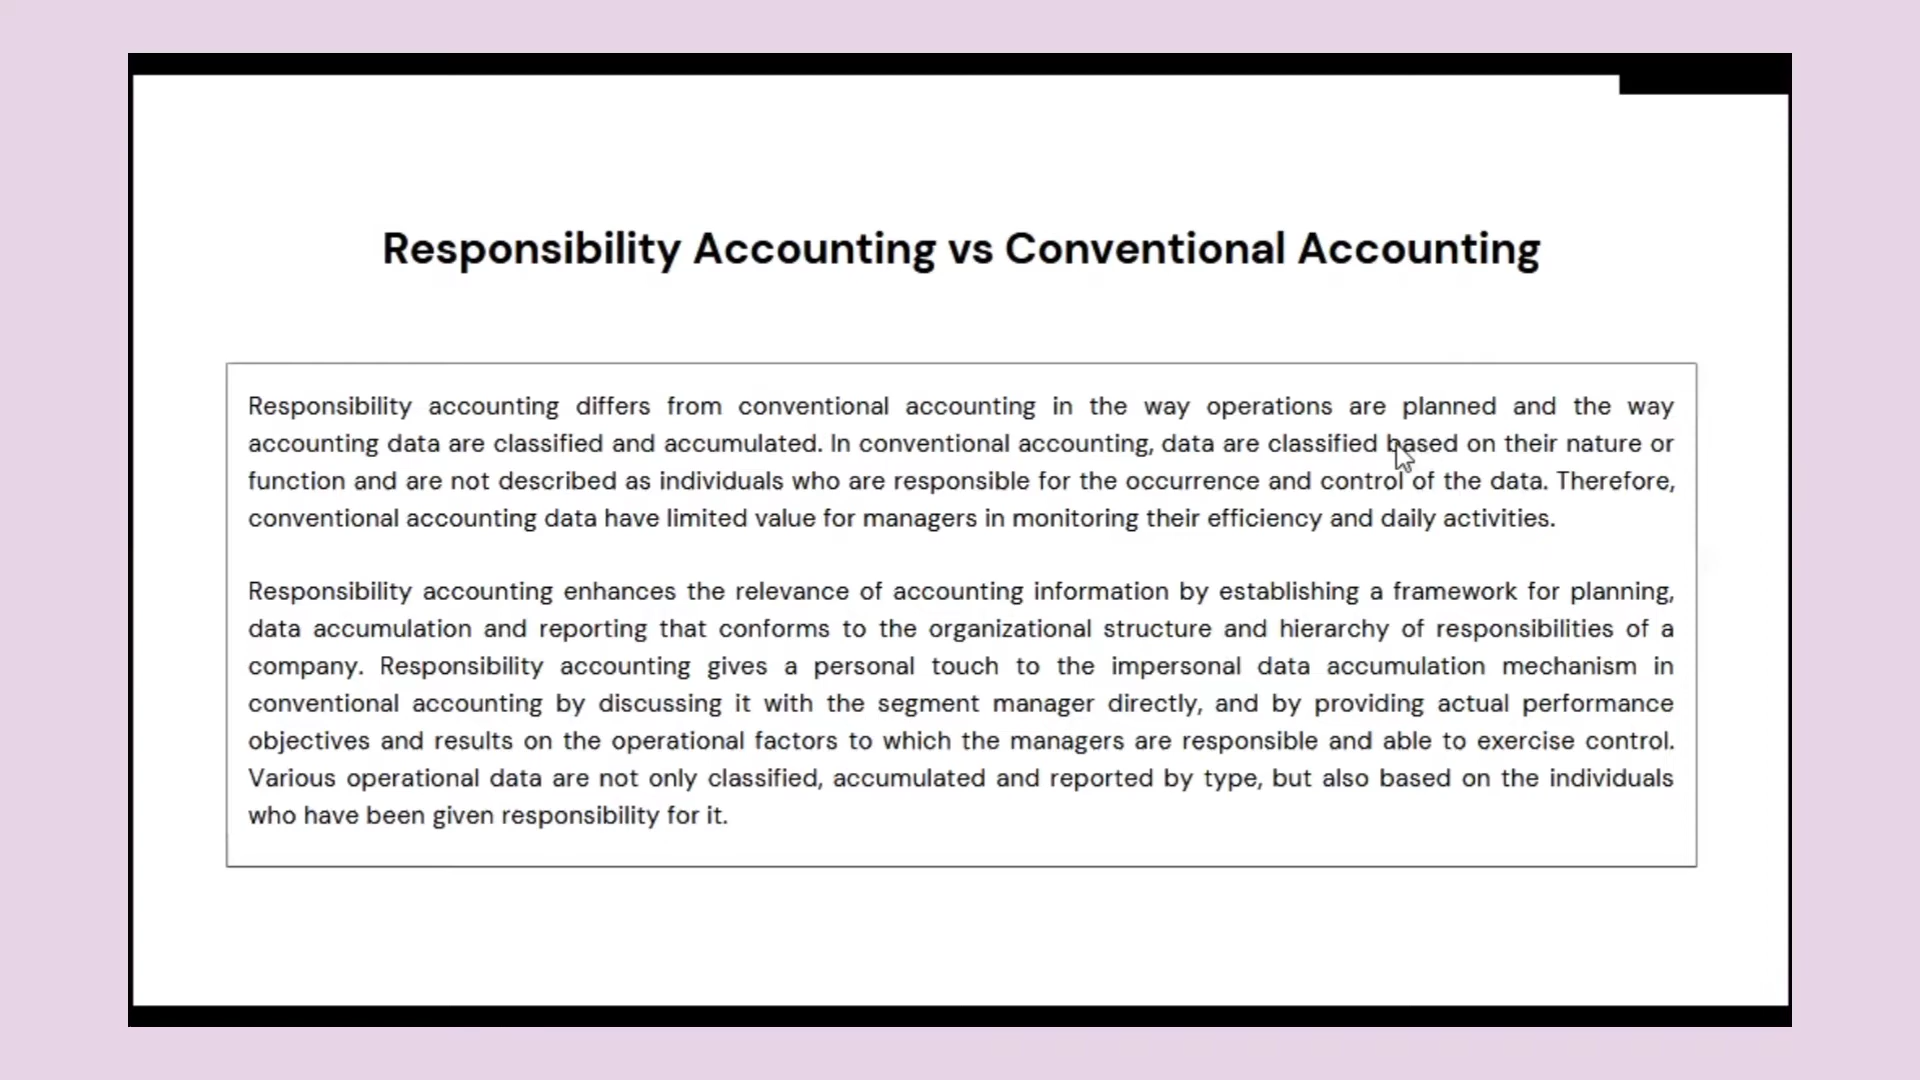 Responsibility Accounting vs Conventional Accounting
Responsibility accounting differs from conventional accounting in the way operations are planned and the way
accounting data are classified and accumulated. In conventional accounting, data are classified based on their nature or
function and are not described as individuals who are responsible for the occurrence and control of the data. Therefore,
conventional accounting data have limited value for managers in monitoring their efficiency and daily activities.
Responsibility accounting enhances the relevance of accounting information by establishing a framework for planning,
data accumulation and reporting that conforms to the organizational structure and hierarchy of responsibilities of a
company. Responsibility accounting gives a personal touch to the impersonal data accumulation mechanism in
conventional accounting by discussing it with the segment manager directly, and by providing actual performance
objectives and results on the operational factors to which the managers are responsible and able to exercise control.
Various operational data are not only classified, accumulated and reported by type, but also based on the individuals
who have been given responsibility for it.